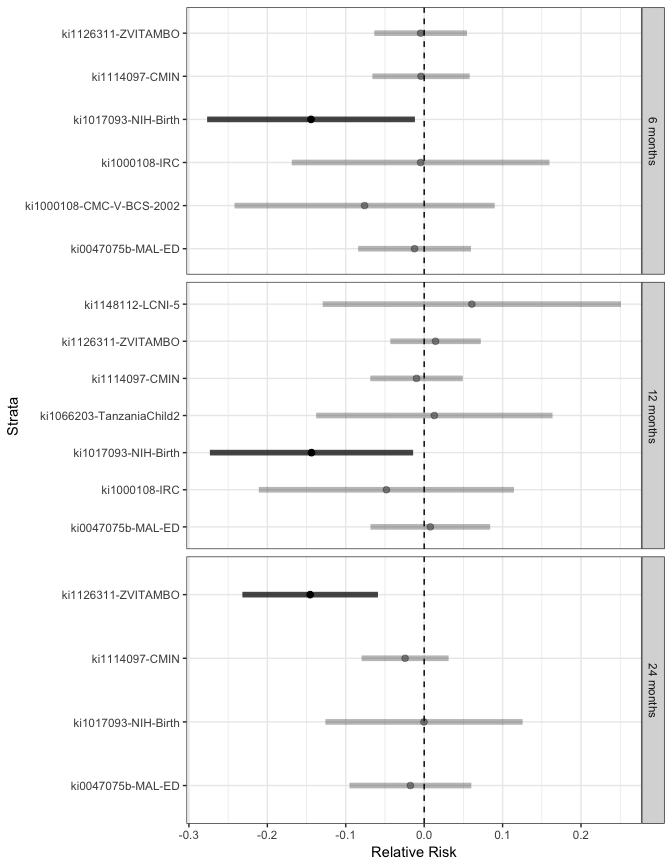 ki1126311-ZVITAMBO
ki1114097-CMIN
ki1017093-NIH-Birth
ki1000108-IRC
ki1000108-CMC-V-BCS-2002
ki0047075b-MAL-ED
6 months
ki1148112-LCNI-5
ki1126311-ZVITAMBO
ki1114097-CMIN
ki1066203-TanzaniaChild2
ki1017093-NIH-Birth
ki1000108-IRC
ki0047075b-MAL-ED
12 months
Strata
ki1126311-ZVITAMBO
ki1114097-CMIN
ki1017093-NIH-Birth
ki0047075b-MAL-ED
24 months
-0.3 -0.2 -0.1 0.0 0.1 0.2
Relative Risk